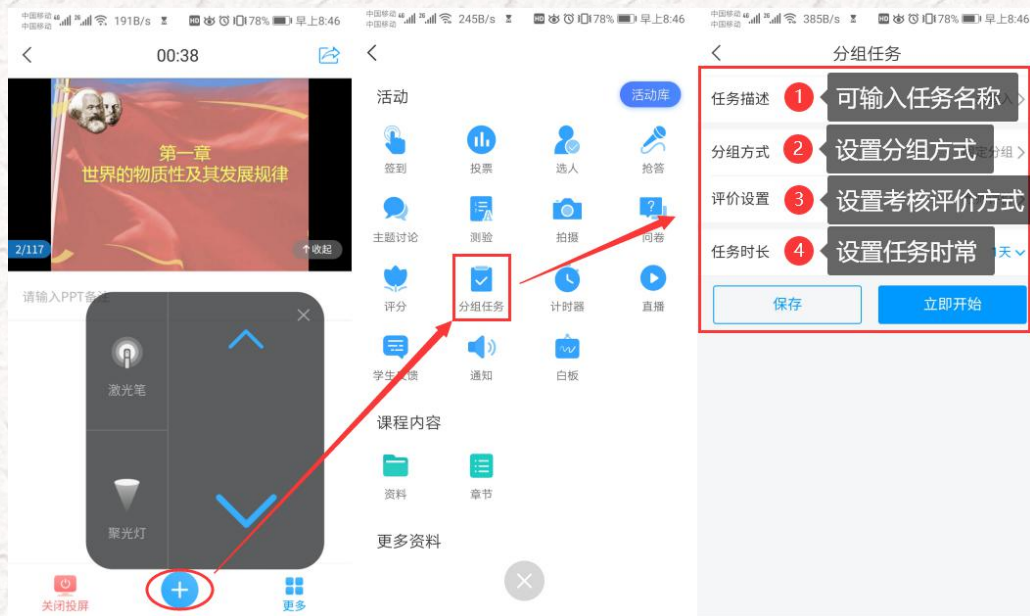 中国移动
中国移动 191B/s 78% 早上8:46
00:38
第一章
世界的物质性及其发展规律
2/117
收起
请输入PPT备注
激光笔
聚光灯
关闭投屏
更多
中国移动
中国移动 245B/s 78% 早上8:46
活动
活动库
签到 投票 选人 抢答
主题讨论 测验 拍摄 问卷
评分 分组任务 计时器 直播
学生反馈 通知 白板
课程内容
资料 章节
更多资料
中国移动
中国移动 385B/s 78% 早上8:46
分组任务
任务描述 1 可输入任务名称
分组方式 2 设置分组方式 定分组
评价设置 3 设置考核评价方式
任务时长 4 设置任务时常 1天
保存 立即开始